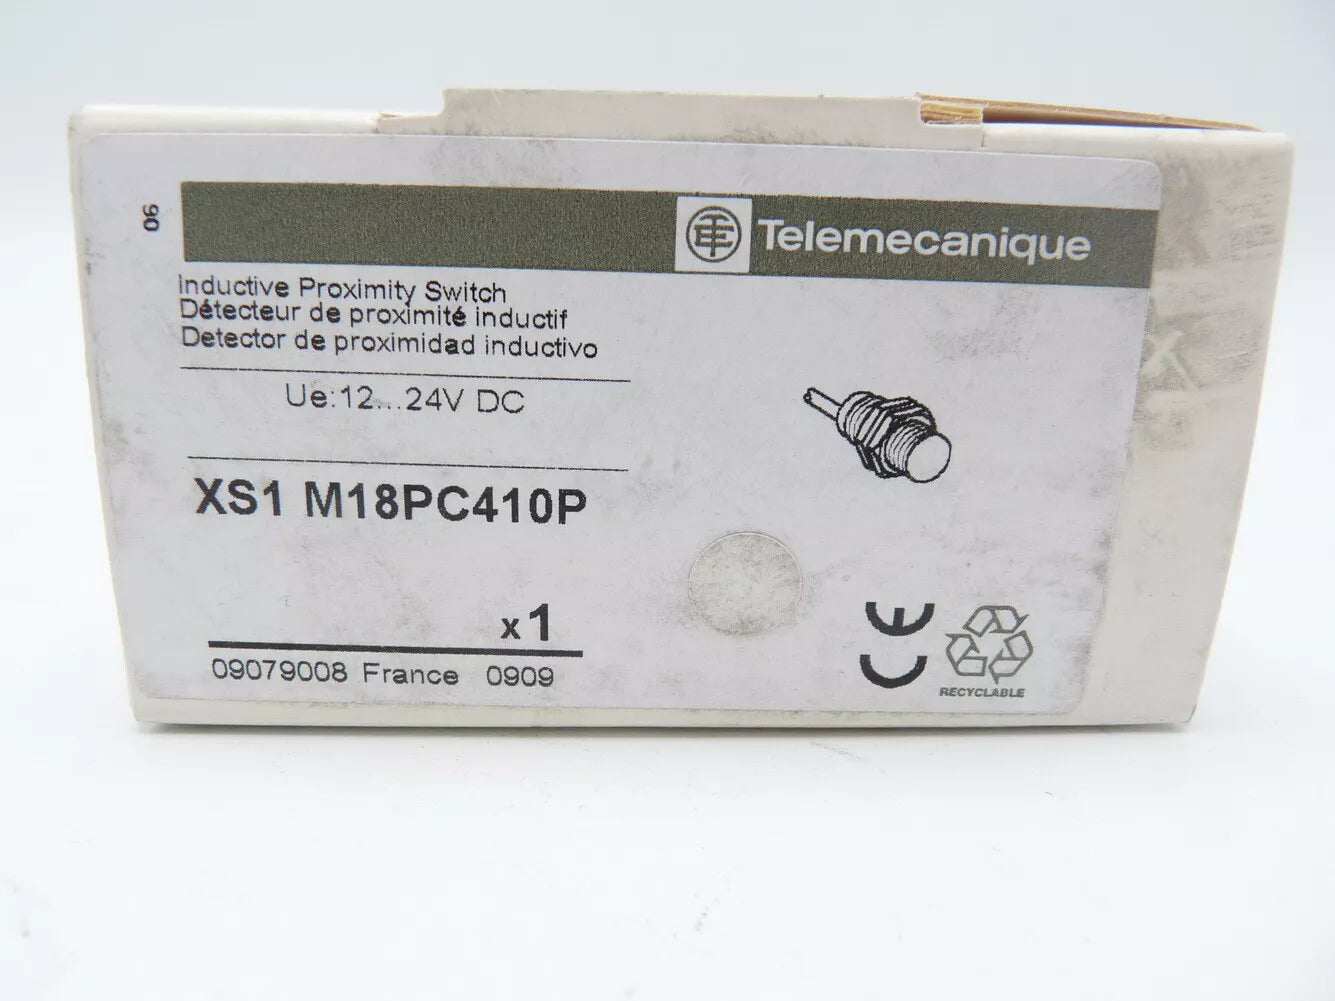 06
Telemecanique
Inductive Proximity Switch
Détecteur de proximité inductif
Detector de proximidad inductivo
Ue:12...24V DC
XS1 M18PC410P
x1
09079008 France 0909
CE
RECYCLABLE